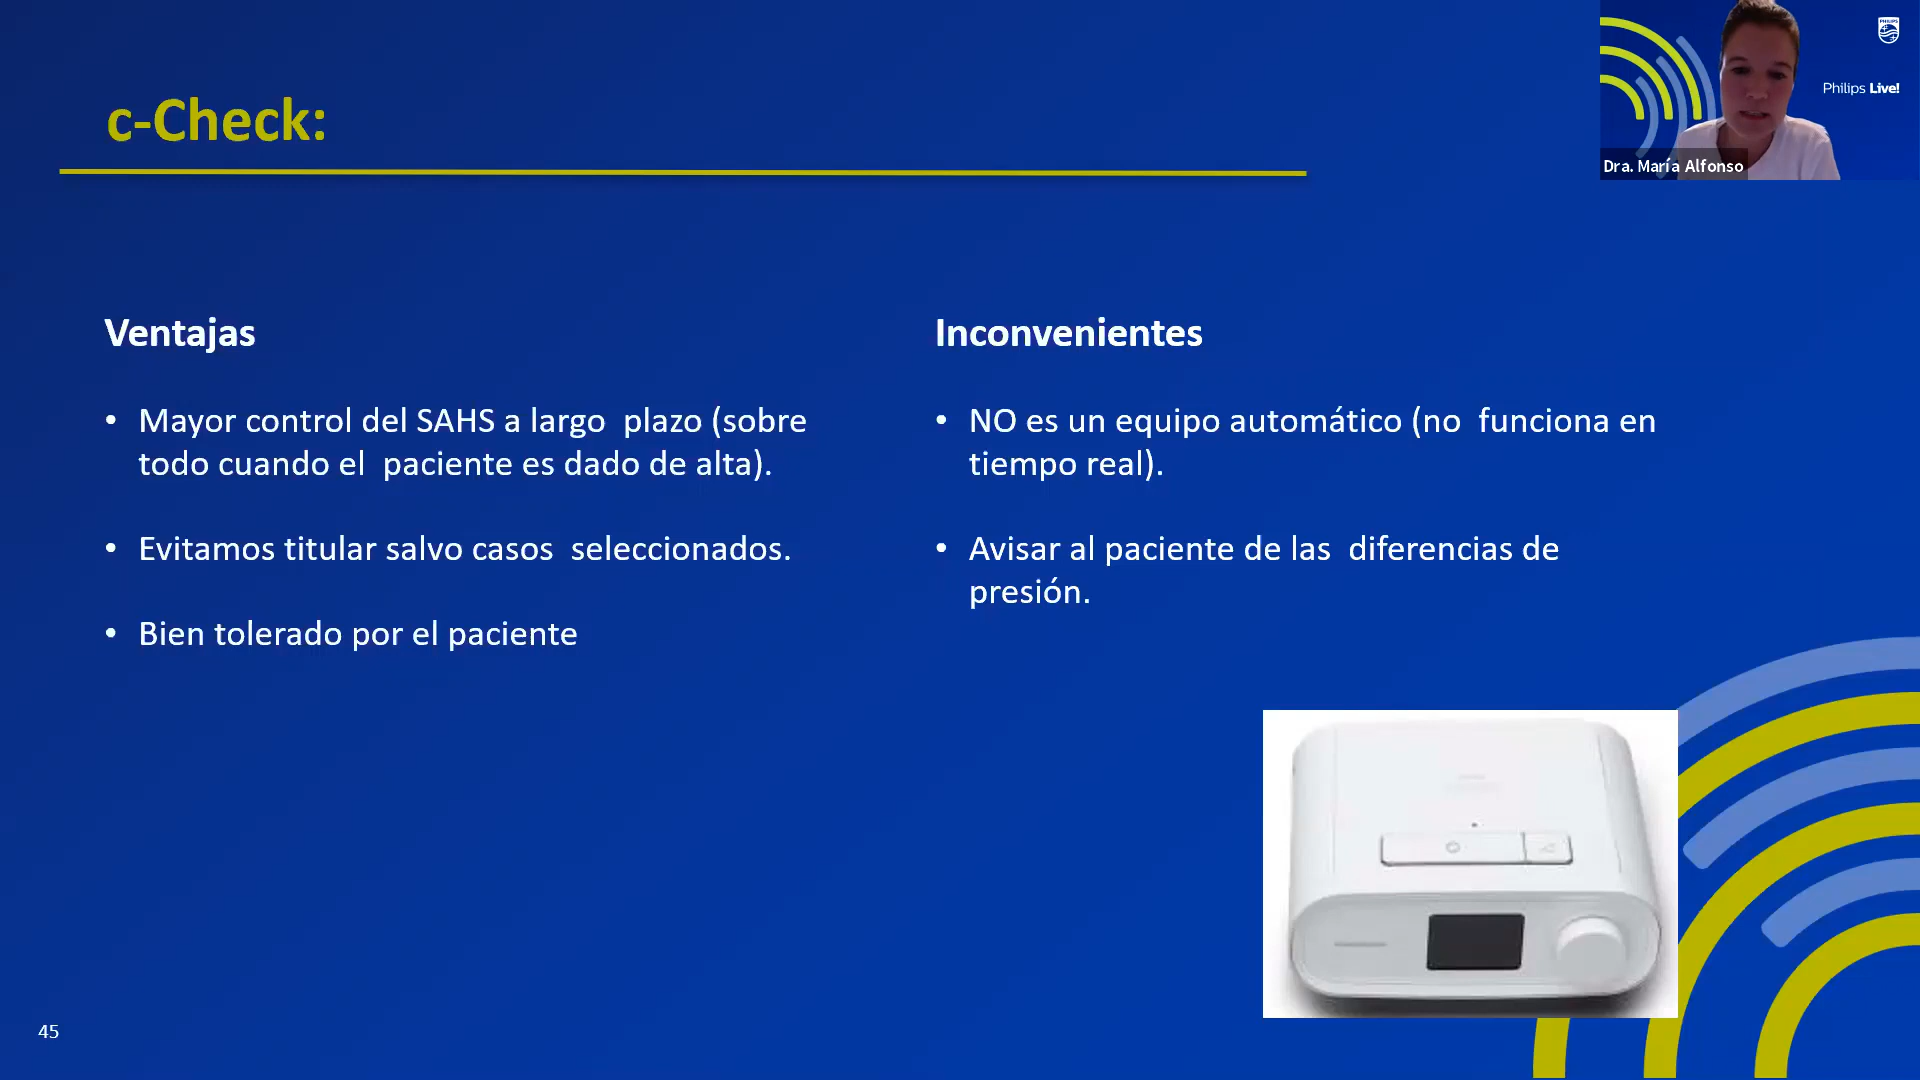 c-Check:
PHILIPS
Philips Live!
Dra. María Alfonso
Ventajas
• Mayor control del SAHS a largo plazo (sobre
todo cuando el paciente es dado de alta).
• Evitamos titular salvo casos seleccionados.
• Bien tolerado por el paciente
Inconvenientes
• NO es un equipo automático (no funciona en
tiempo real).
• Avisar al paciente de las diferencias de
presión.
45